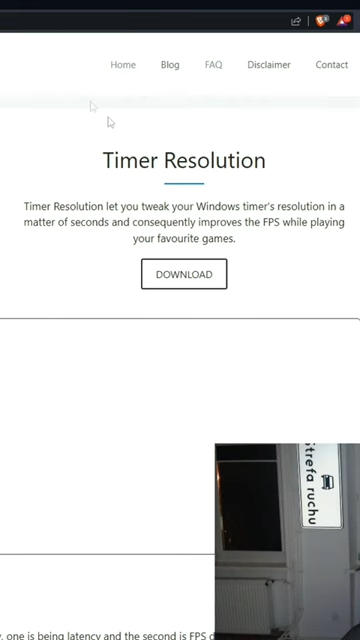 Home Blog FAQ Disclaimer Contact
Timer Resolution
Timer Resolution let you tweak your Windows timer's resolution in a
matter of seconds and consequently improves the FPS while playing
your favourite games.
DOWNLOAD
Strefa ruchu
one is being latency and the second is FPS